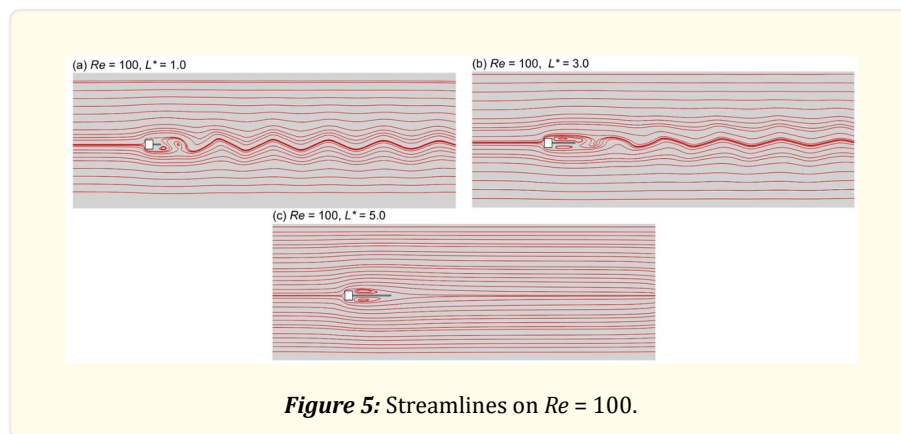 (a) Re = 100, L* = 1.0
(b) Re = 100, L* = 3.0
(c) Re = 100, L* = 5.0
Figure 5: Streamlines on Re = 100.